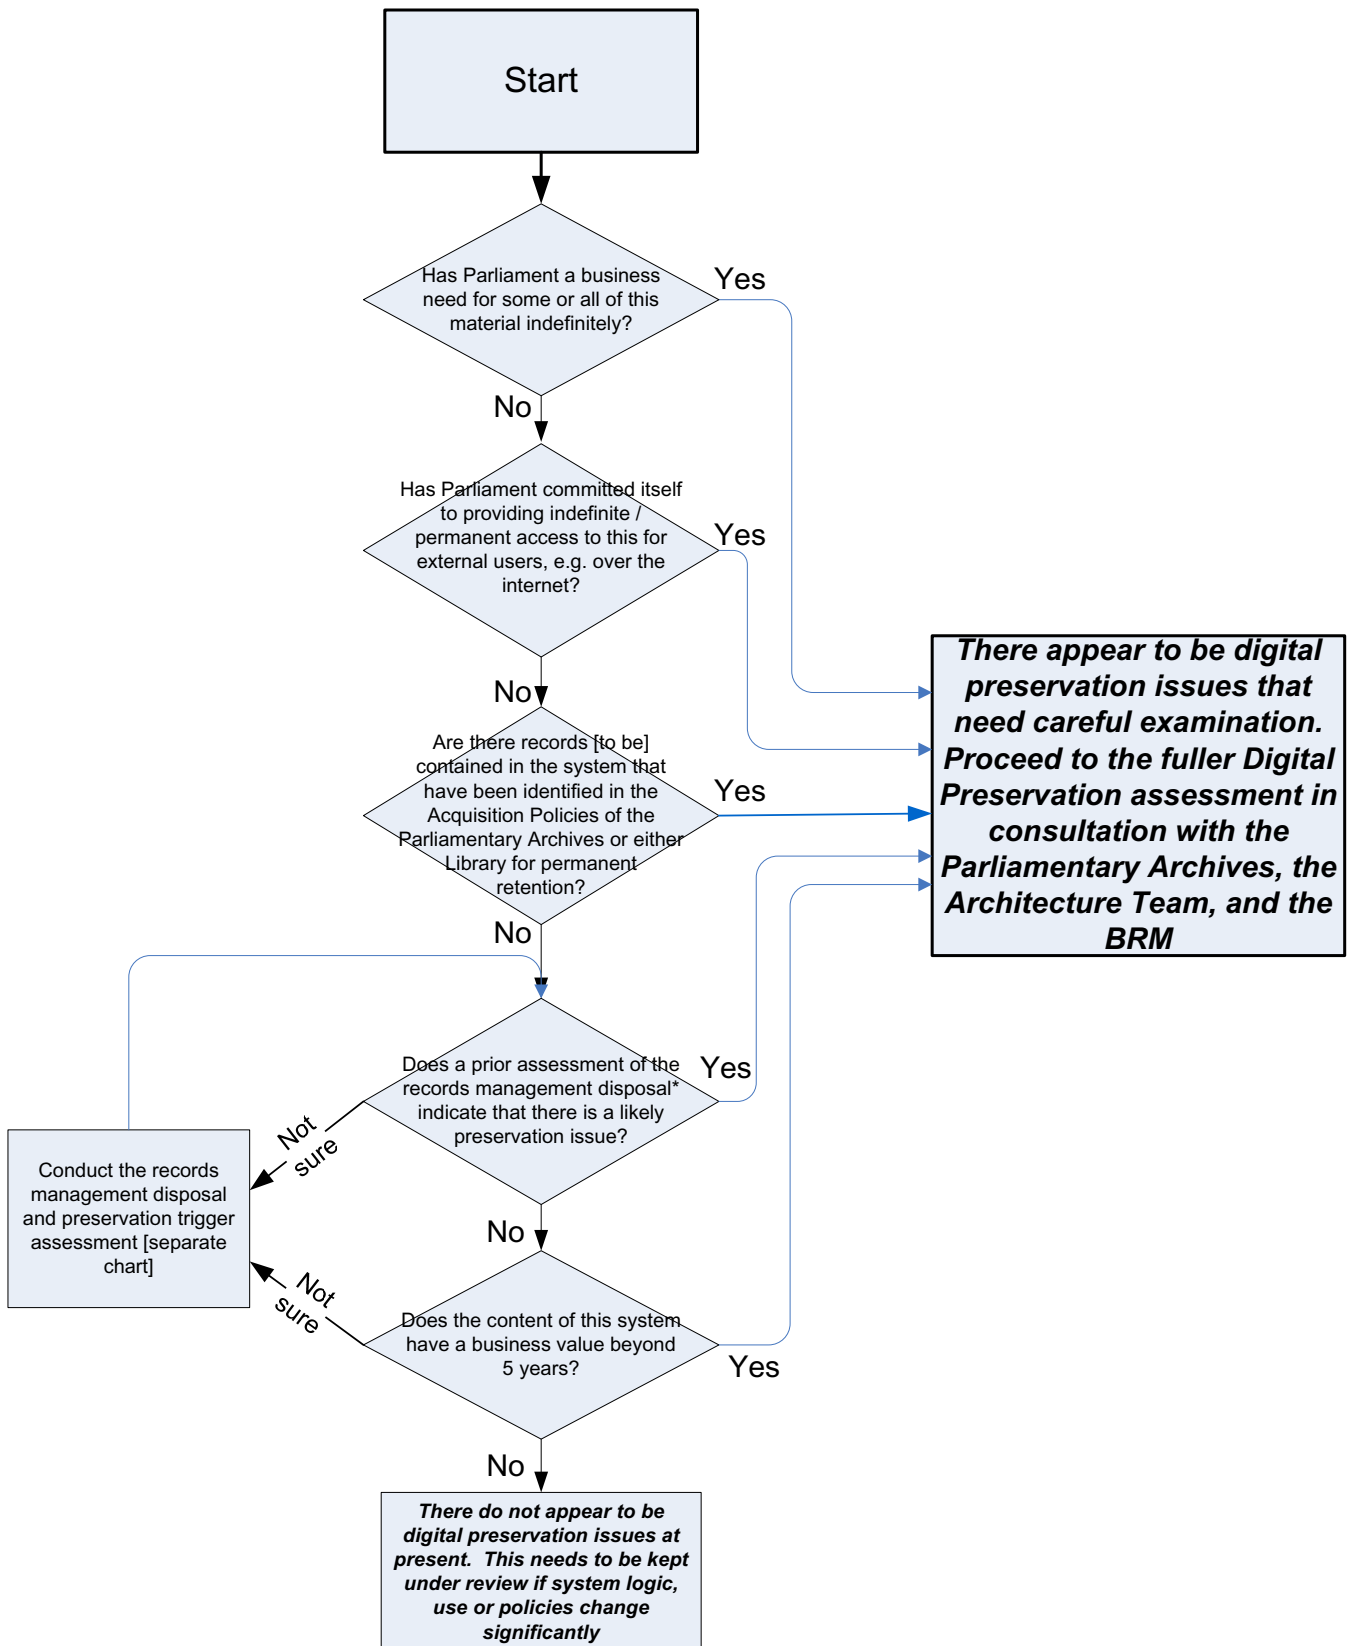 Start
Has Parliament a business
need for some or all of this
material indefinitely?
Yes
No
Has Parliament committed itself
to providing indefinite /
permanent access to this for
external users, e.g. over the
internet?
Yes
No
Are there records [to be]
contained in the system that
have been identified in the
Acquisition Policies of the
Parliamentary Archives or either
Library for permanent
retention?
Yes
No
There appear to be digital
preservation issues that
need careful examination.
Proceed to the fuller Digital
Preservation assessment in
consultation with the
Parliamentary Archives, the
Architecture Team, and the
BRM
Does a prior assessment of the
records management disposal*
indicate that there is a likely
preservation issue?
Yes
Not
sure
No
Conduct the records
management disposal
and preservation trigger
assessment [separate
chart]
Does the content of this system
have a business value beyond
5 years?
Not
sure
Yes
No
There do not appear to be
digital preservation issues at
present.  This needs to be kept
under review if system logic,
use or policies change
significantly